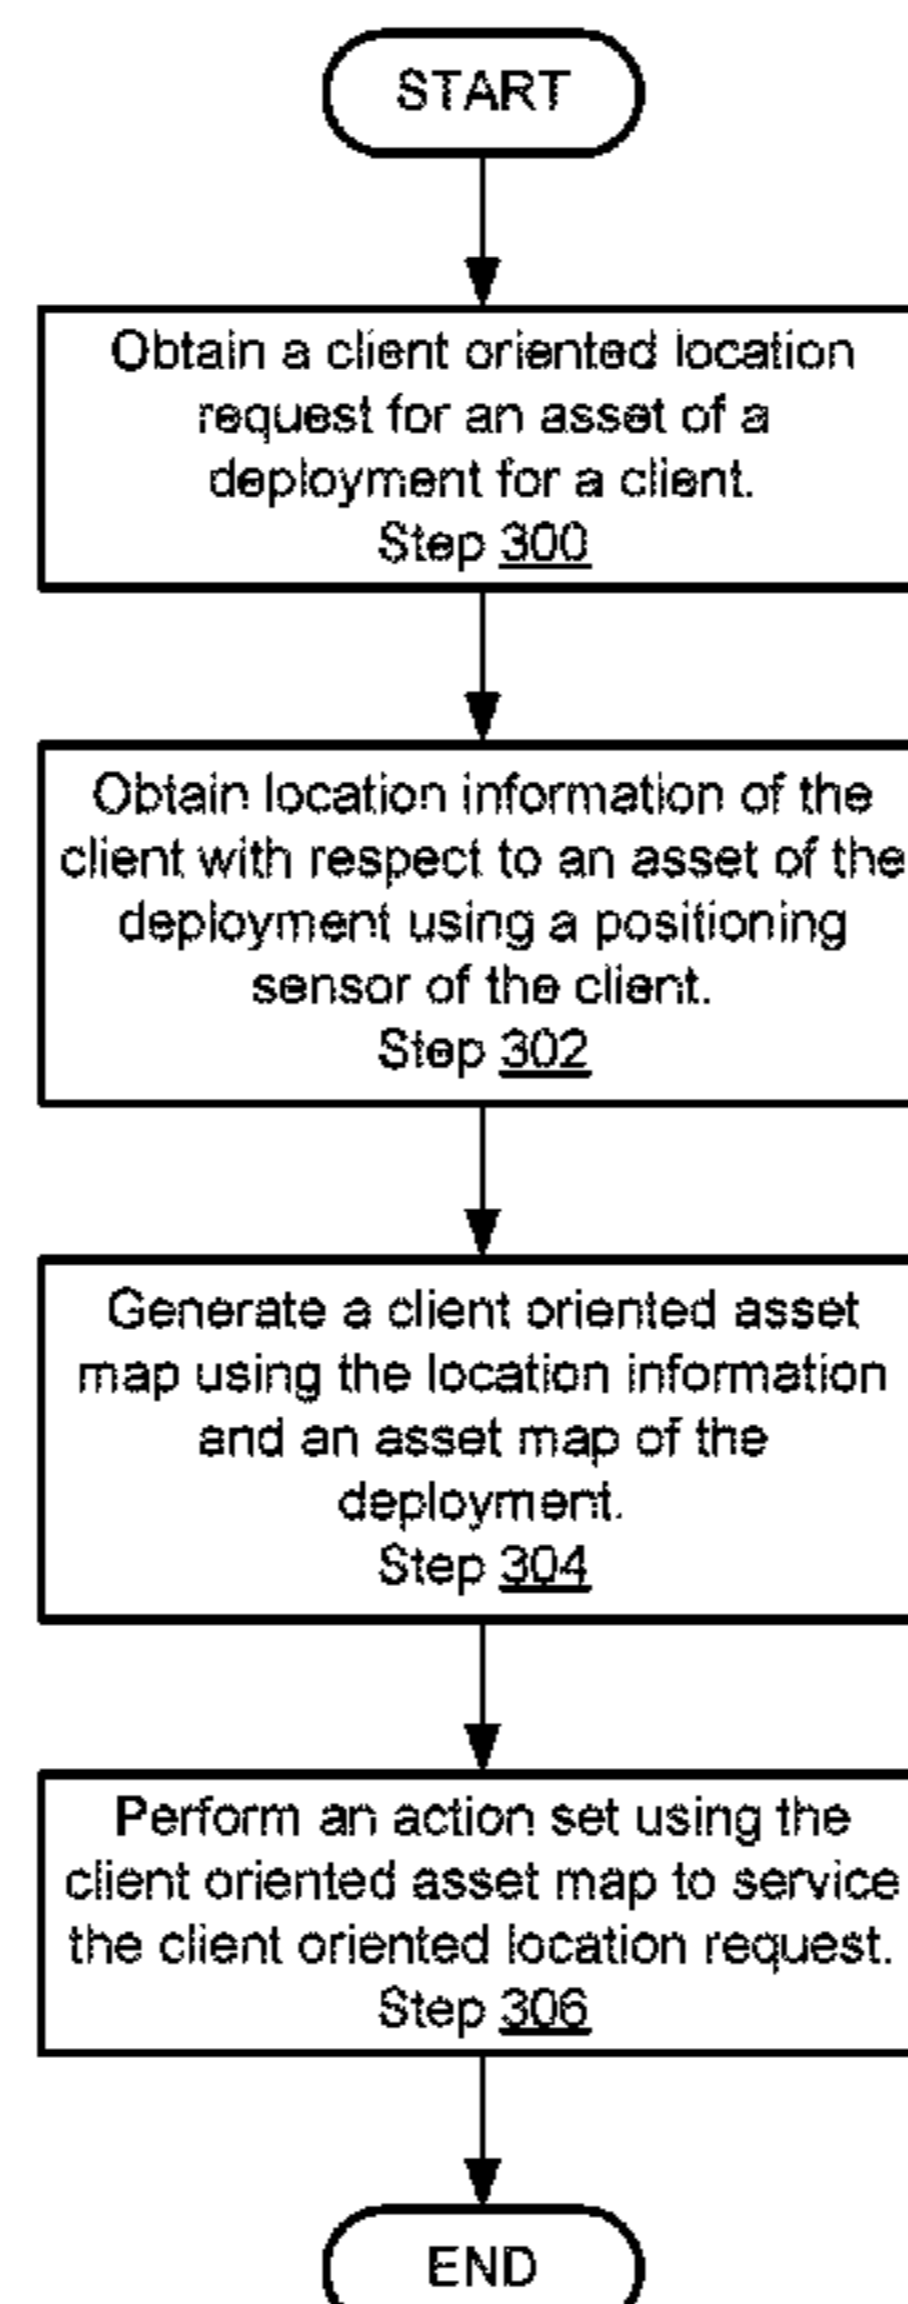 START
Obtain a client oriented location
request for an asset of a
deployment for a client.
Step 300
Obtain location information of the
client with respect to an asset of the
deployment using a positioning
sensor of the client.
Step 302
Generate a client oriented asset
map using the location information
and an asset map of the
deployment.
Step 304
Perform an action set using the
client oriented asset map to service
the client oriented location request.
Step 306
END